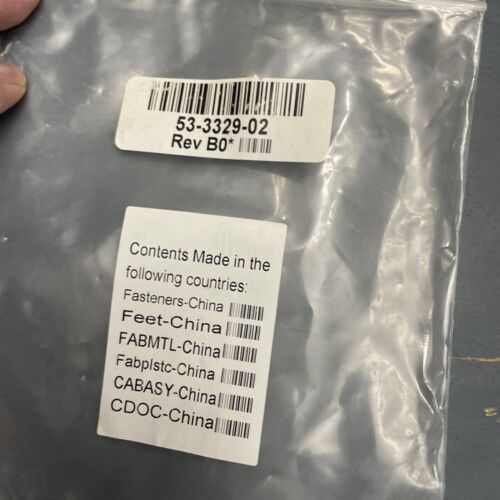 53-3329-02
Rev B0*
Contents Made in the
following countries:
Fasteners-China
Feet-China
FABMTL-China
Fabplstc-China
CABASY-China
CDOC-China